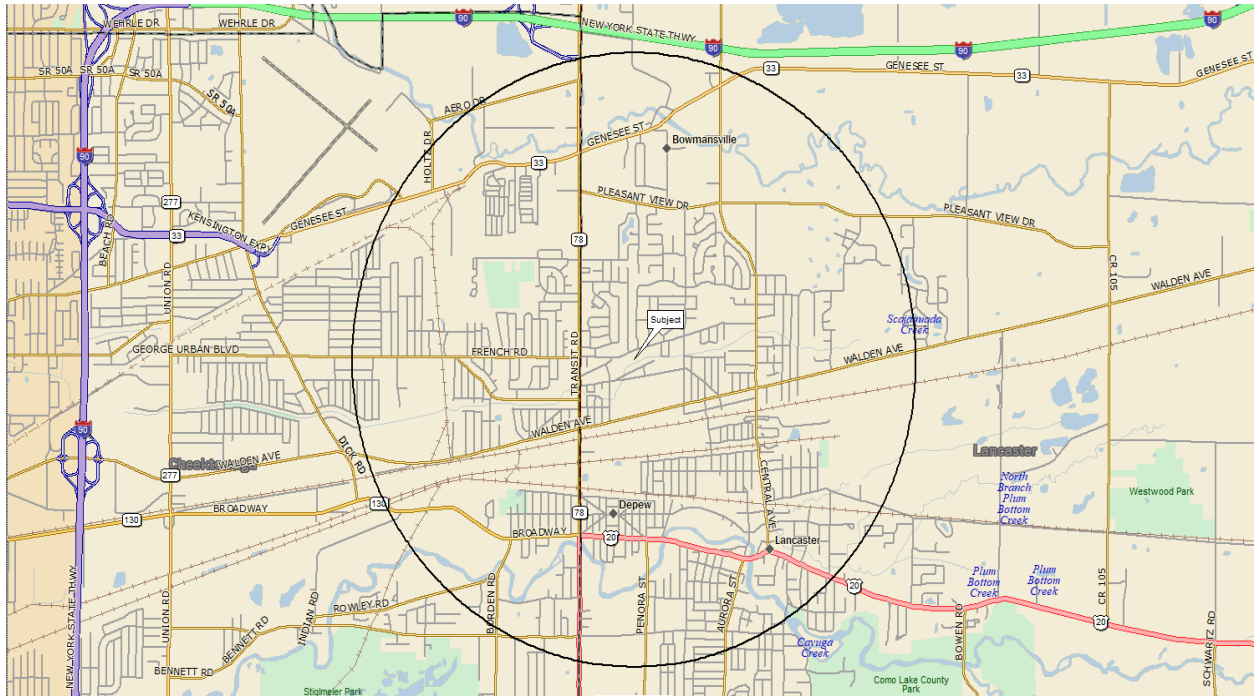 90
NEW YORK STATE THWY
90
90
WEHRLE DR
WEHRLE DR
SR 50A
SR 50A
SR 50A
SR 50A
33
GENESEE ST
33
GENESEE ST
AERO DR
HOLTZ DR
GENESEE ST
Bowmansville
90
33
277
PLEASANT VIEW DR
PLEASANT VIEW DR
KENSINGTON EXPY
GENESEE ST
33
BEACH RD
78
UNION RD
CR 105
WALDEN AVE
Subject
Scajaquada
Creek
GEORGE URBAN BLVD
FRENCH RD
TRANSIT RD
WALDEN AVE
90
WALDEN AVE
DICK RD
Cheektowaga
WALDEN AVE
277
CENTRAL AVE
Lancaster
North
Branch
Plum
Bottom
Creek
Westwood Park
130
BROADWAY
130
78
Depew
BROADWAY
20
Lancaster
Plum
Bottom
Creek
Plum
Bottom
Creek
20
NEW YORK STATE THWY
UNION RD
INDIAN RD
ROWLEY RD
BORDEN RD
PENORA ST
AURORA ST
CR 105
20
BENNETT RD
BENNETT RD
Cayuga
Creek
BOWEN RD
SCHWARTZ RD
Stiglmeier Park
Como Lake County
Park